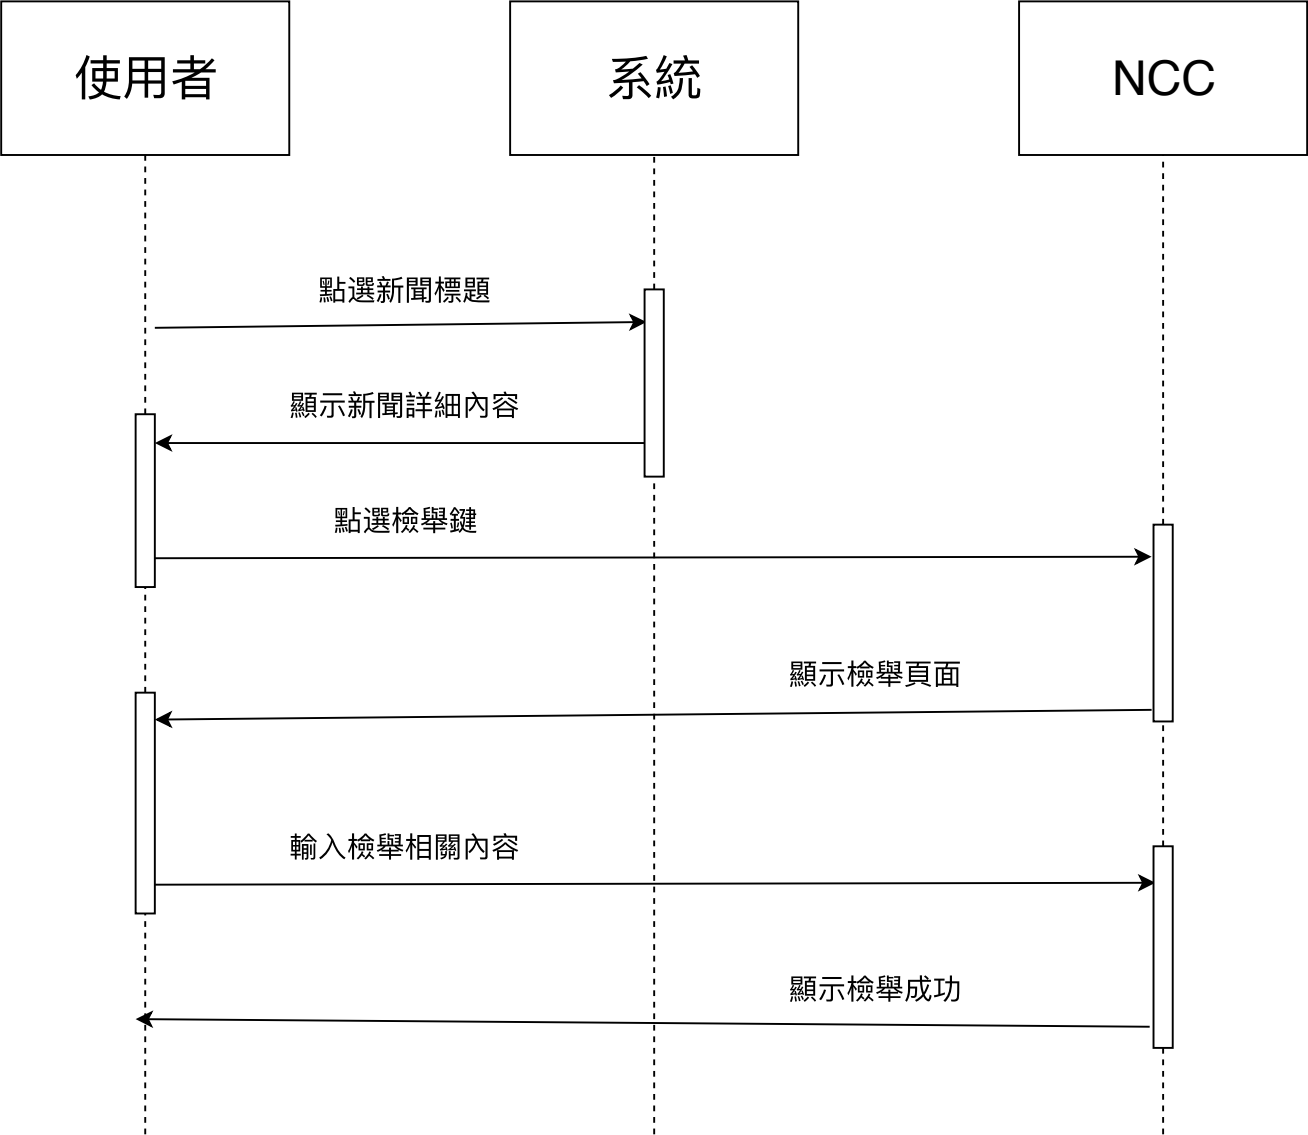 使用者
系統
NCC
點選新聞標題
顯示新聞詳細內容
點選檢舉鍵
顯示檢舉頁面
輸入檢舉相關內容
顯示檢舉成功